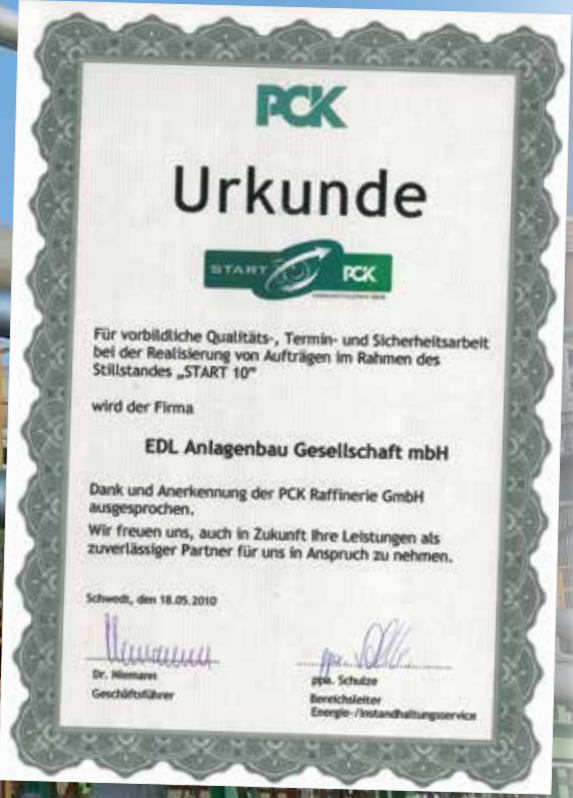 PCK
Urkunde
START PCK
Für vorbildliche Qualitäts-, Termin- und Sicherheitsarbeit
bei der Realisierung von Aufträgen im Rahmen des
Stillstandes „START 10"
wird der Firma
EDL Anlagenbau Gesellschaft mbH
Dank und Anerkennung der PCK Raffinerie GmbH
ausgesprochen.
Wir freuen uns, auch in Zukunft Ihre Leistungen als
zuverlässiger Partner für uns in Anspruch zu nehmen.
Schwedt, den 18.05.2010
Dr. Niemann
Geschäftsführer
ppa. Schulze
Bereichsleiter
Energie-/Instandhaltungsservice